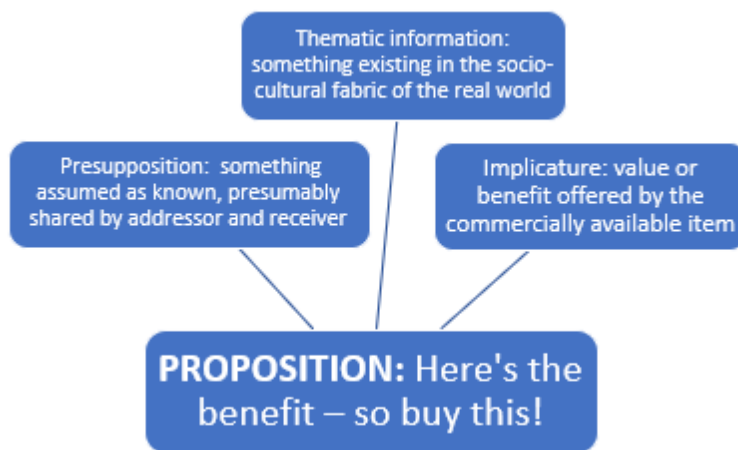 Thematic information:
something existing in the socio-
cultural fabric of the real world
Presupposition: something
assumed as known, presumably
shared by addressor and receiver
Implicature: value or
benefit offered by the
commercially available item
PROPOSITION: Here's the
benefit – so buy this!